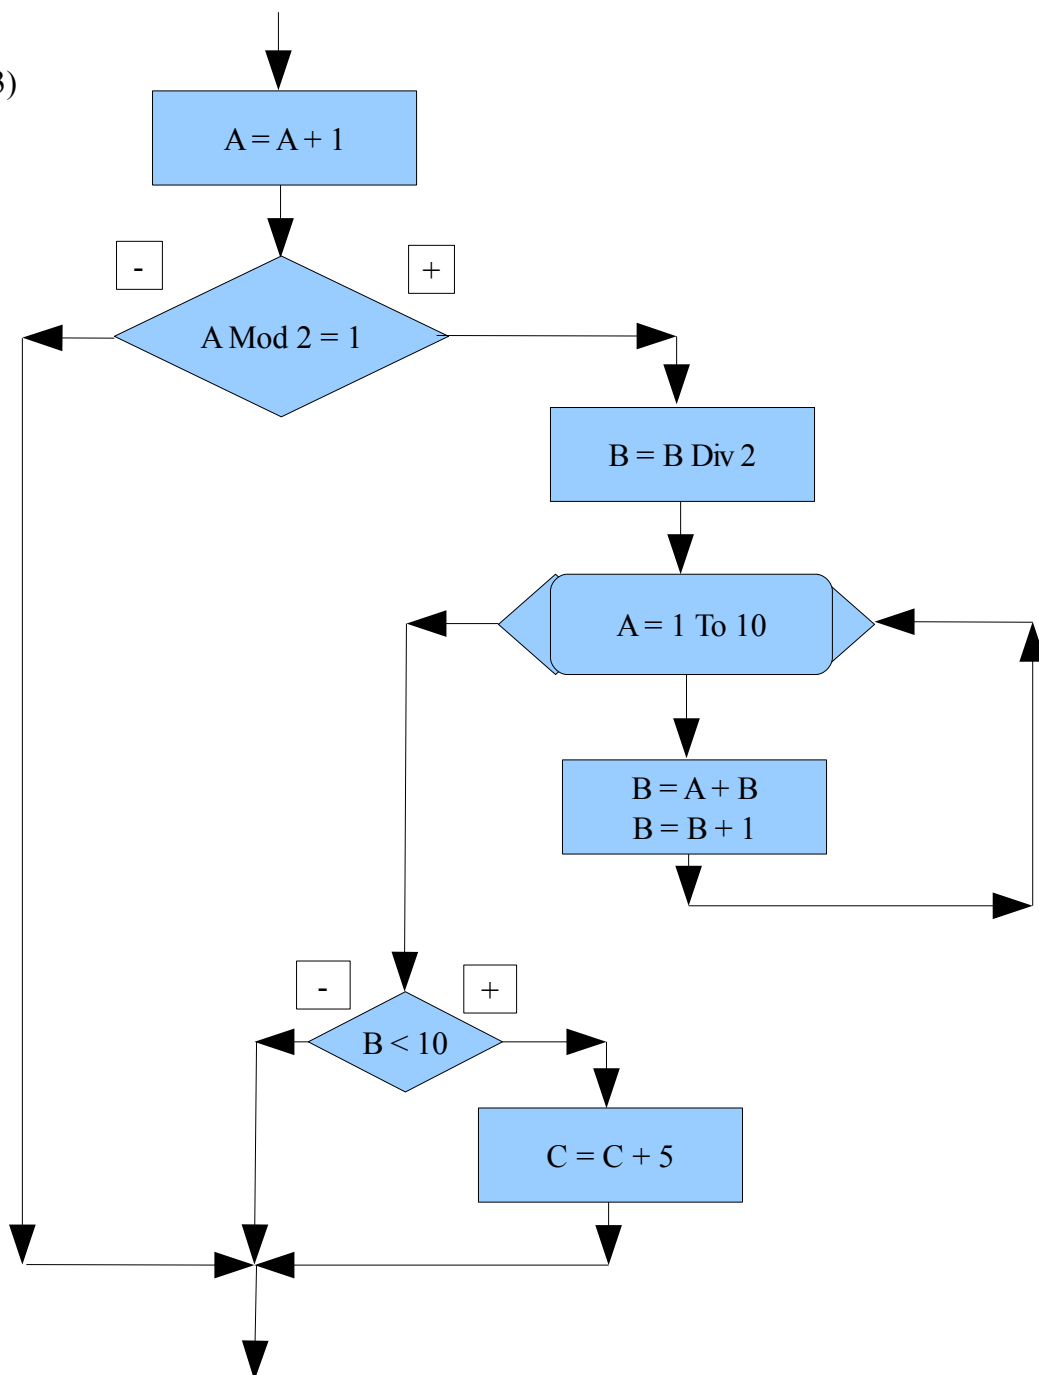 3)
A = A + 1
-
+
A Mod 2 = 1
B = B Div 2
A = 1 To 10
B = A + B
B = B + 1
-
+
B < 10
C = C + 5